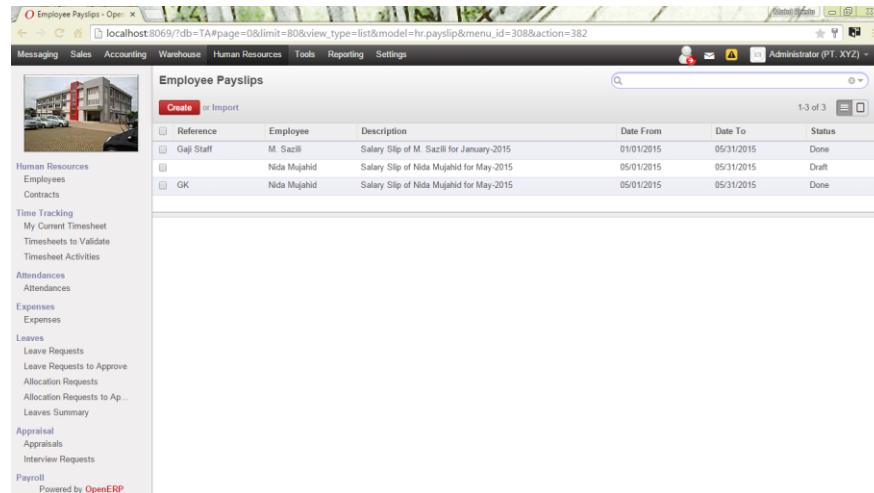 Employee Payslips - Open ×
localhost:8069/?db=TA#page=0&limit=80&view_type=list&model=hr.payslip&menu_id=308&action=382
Messaging Sales Accounting Warehouse Human Resources Tools Reporting Settings Administrator (PT. XYZ)
Employee Payslips
Create or Import 1-3 of 3
Reference Employee Description Date From Date To Status
Gaji Staff M. Sazili Salary Slip of M. Sazili for January-2015 01/01/2015 05/31/2015 Done
Nida Mujahid Salary Slip of Nida Mujahid for May-2015 05/01/2015 05/31/2015 Draft
GK Nida Mujahid Salary Slip of Nida Mujahid for May-2015 05/01/2015 05/31/2015 Done
Human Resources
Employees
Contracts
Time Tracking
My Current Timesheet
Timesheets to Validate
Timesheet Activities
Attendances
Attendances
Expenses
Expenses
Leaves
Leave Requests
Leave Requests to Approve
Allocation Requests
Allocation Requests to Ap...
Leaves Summary
Appraisal
Appraisals
Interview Requests
Payroll
Powered by OpenERP